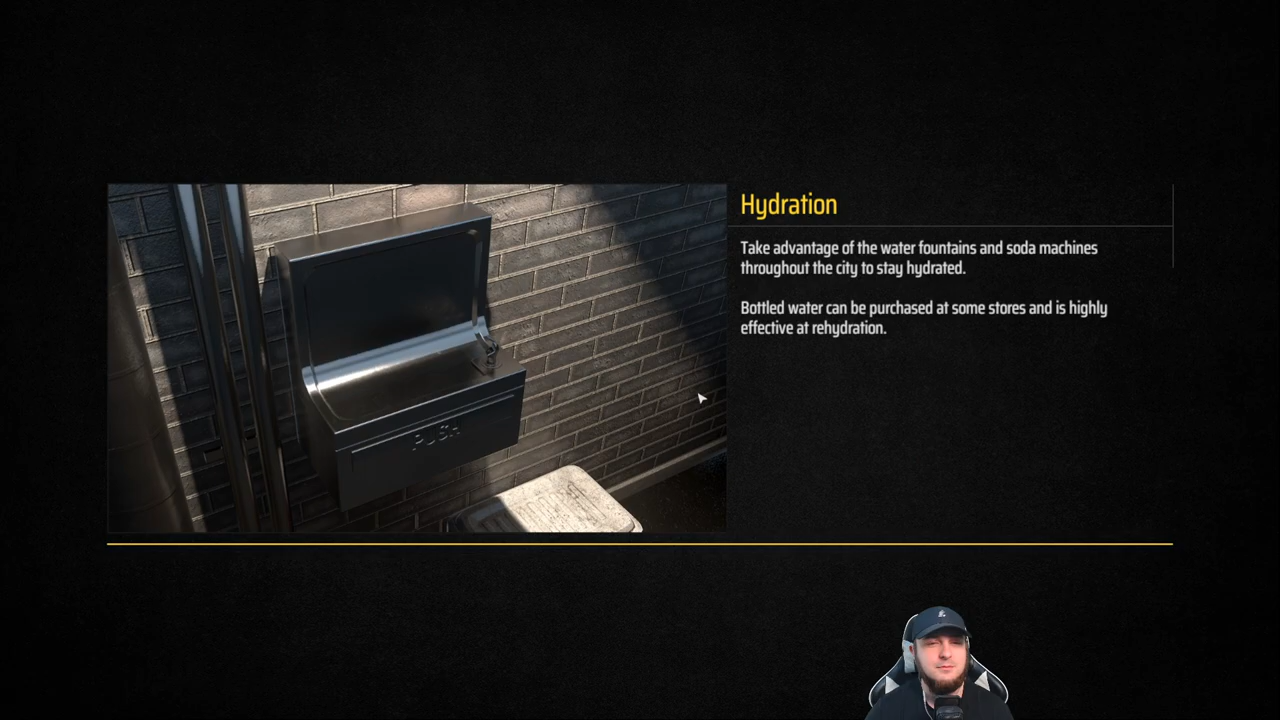 Hydration
Take advantage of the water fountains and soda machines
throughout the city to stay hydrated.
Bottled water can be purchased at some stores and is highly
effective at rehydration.
PUSH